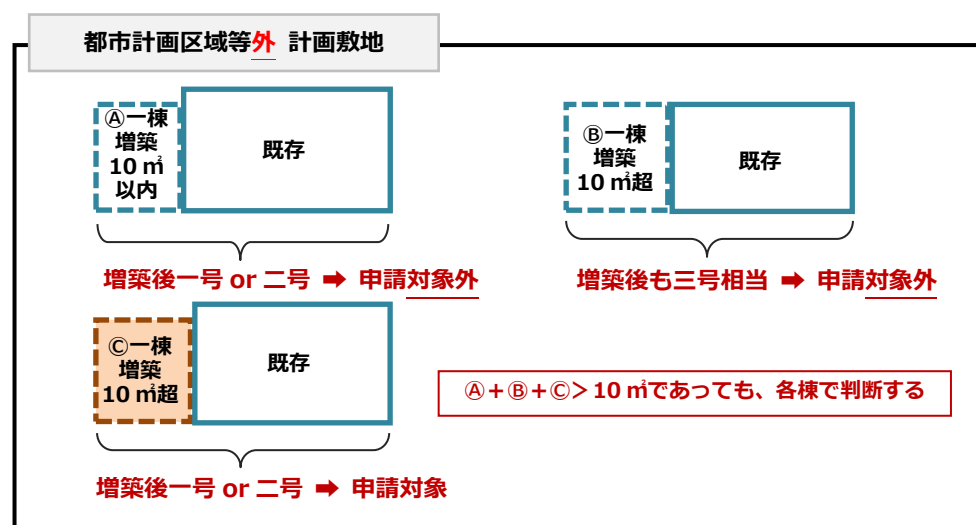 都市計画区域等外 計画敷地
Ⓐ一棟
増築
10 ㎡
以内
既存
増築後一号 or 二号 ➡ 申請対象外
Ⓑ一棟
増築
10 ㎡超
既存
増築後も三号相当 ➡ 申請対象外
Ⓒ一棟
増築
10 ㎡超
既存
増築後一号 or 二号 ➡ 申請対象
Ⓐ＋Ⓑ＋Ⓒ＞10 ㎡であっても、各棟で判断する